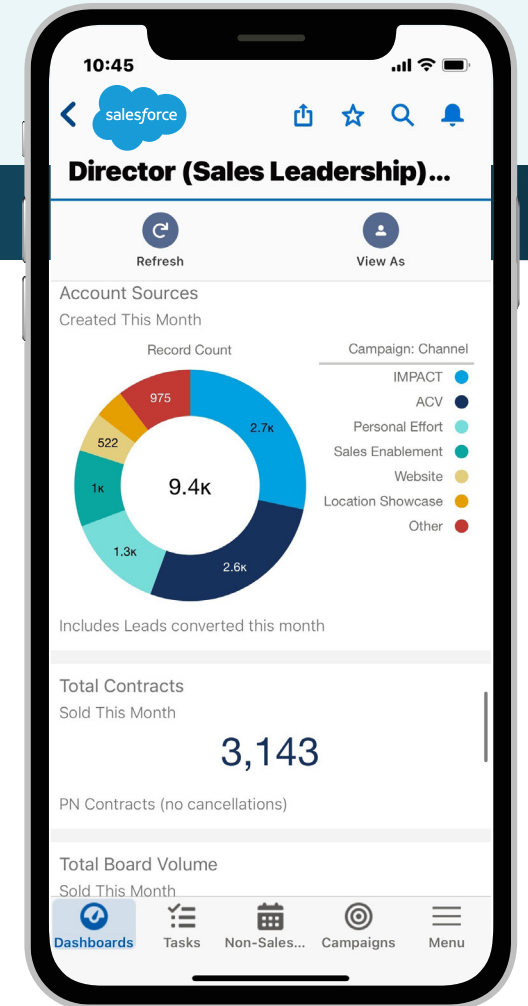 10:45
salesforce
Director (Sales Leadership)...
Refresh
View As
Account Sources
Created This Month
Record Count
Campaign: Channel
IMPACT
ACV
Personal Effort
Sales Enablement
Website
Location Showcase
Other
975
2.7K
522
1K
9.4K
1.3K
2.6K
Includes Leads converted this month
Total Contracts
Sold This Month
3,143
PN Contracts (no cancellations)
Total Board Volume
Sold This Month
Dashboards
Tasks
Non-Sales...
Campaigns
Menu